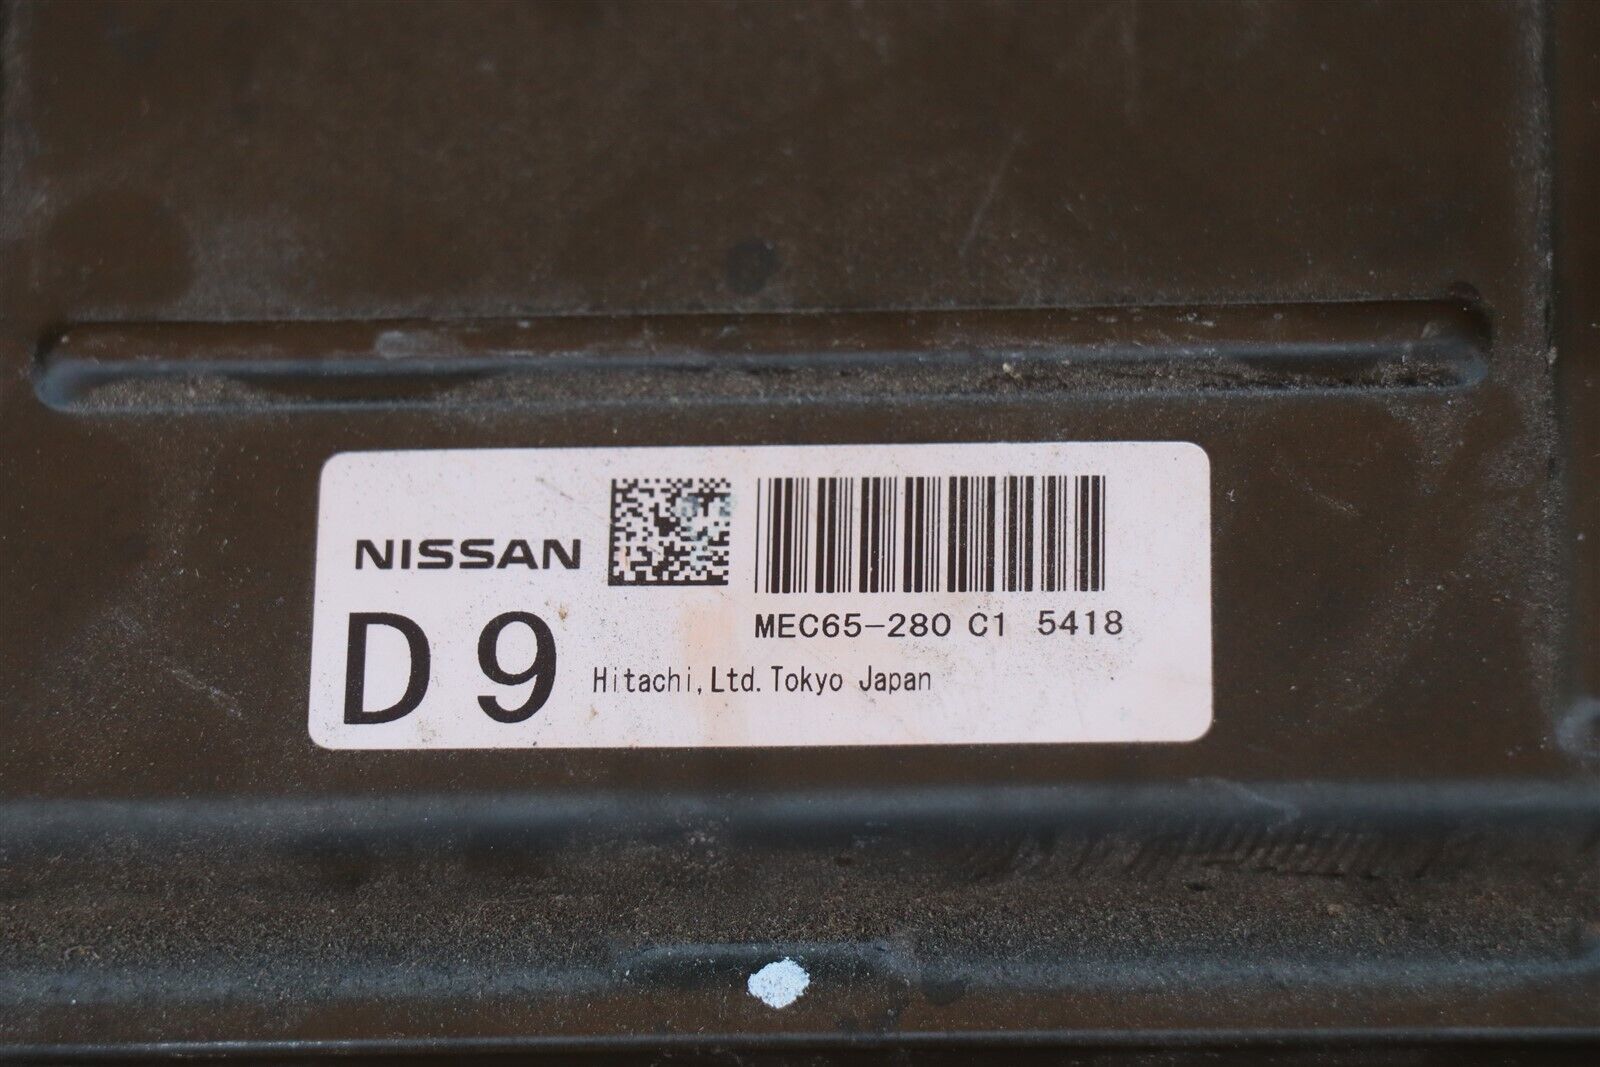 NISSAN
MEC65-280 C1 5418
D9
Hitachi,Ltd. Tokyo Japan